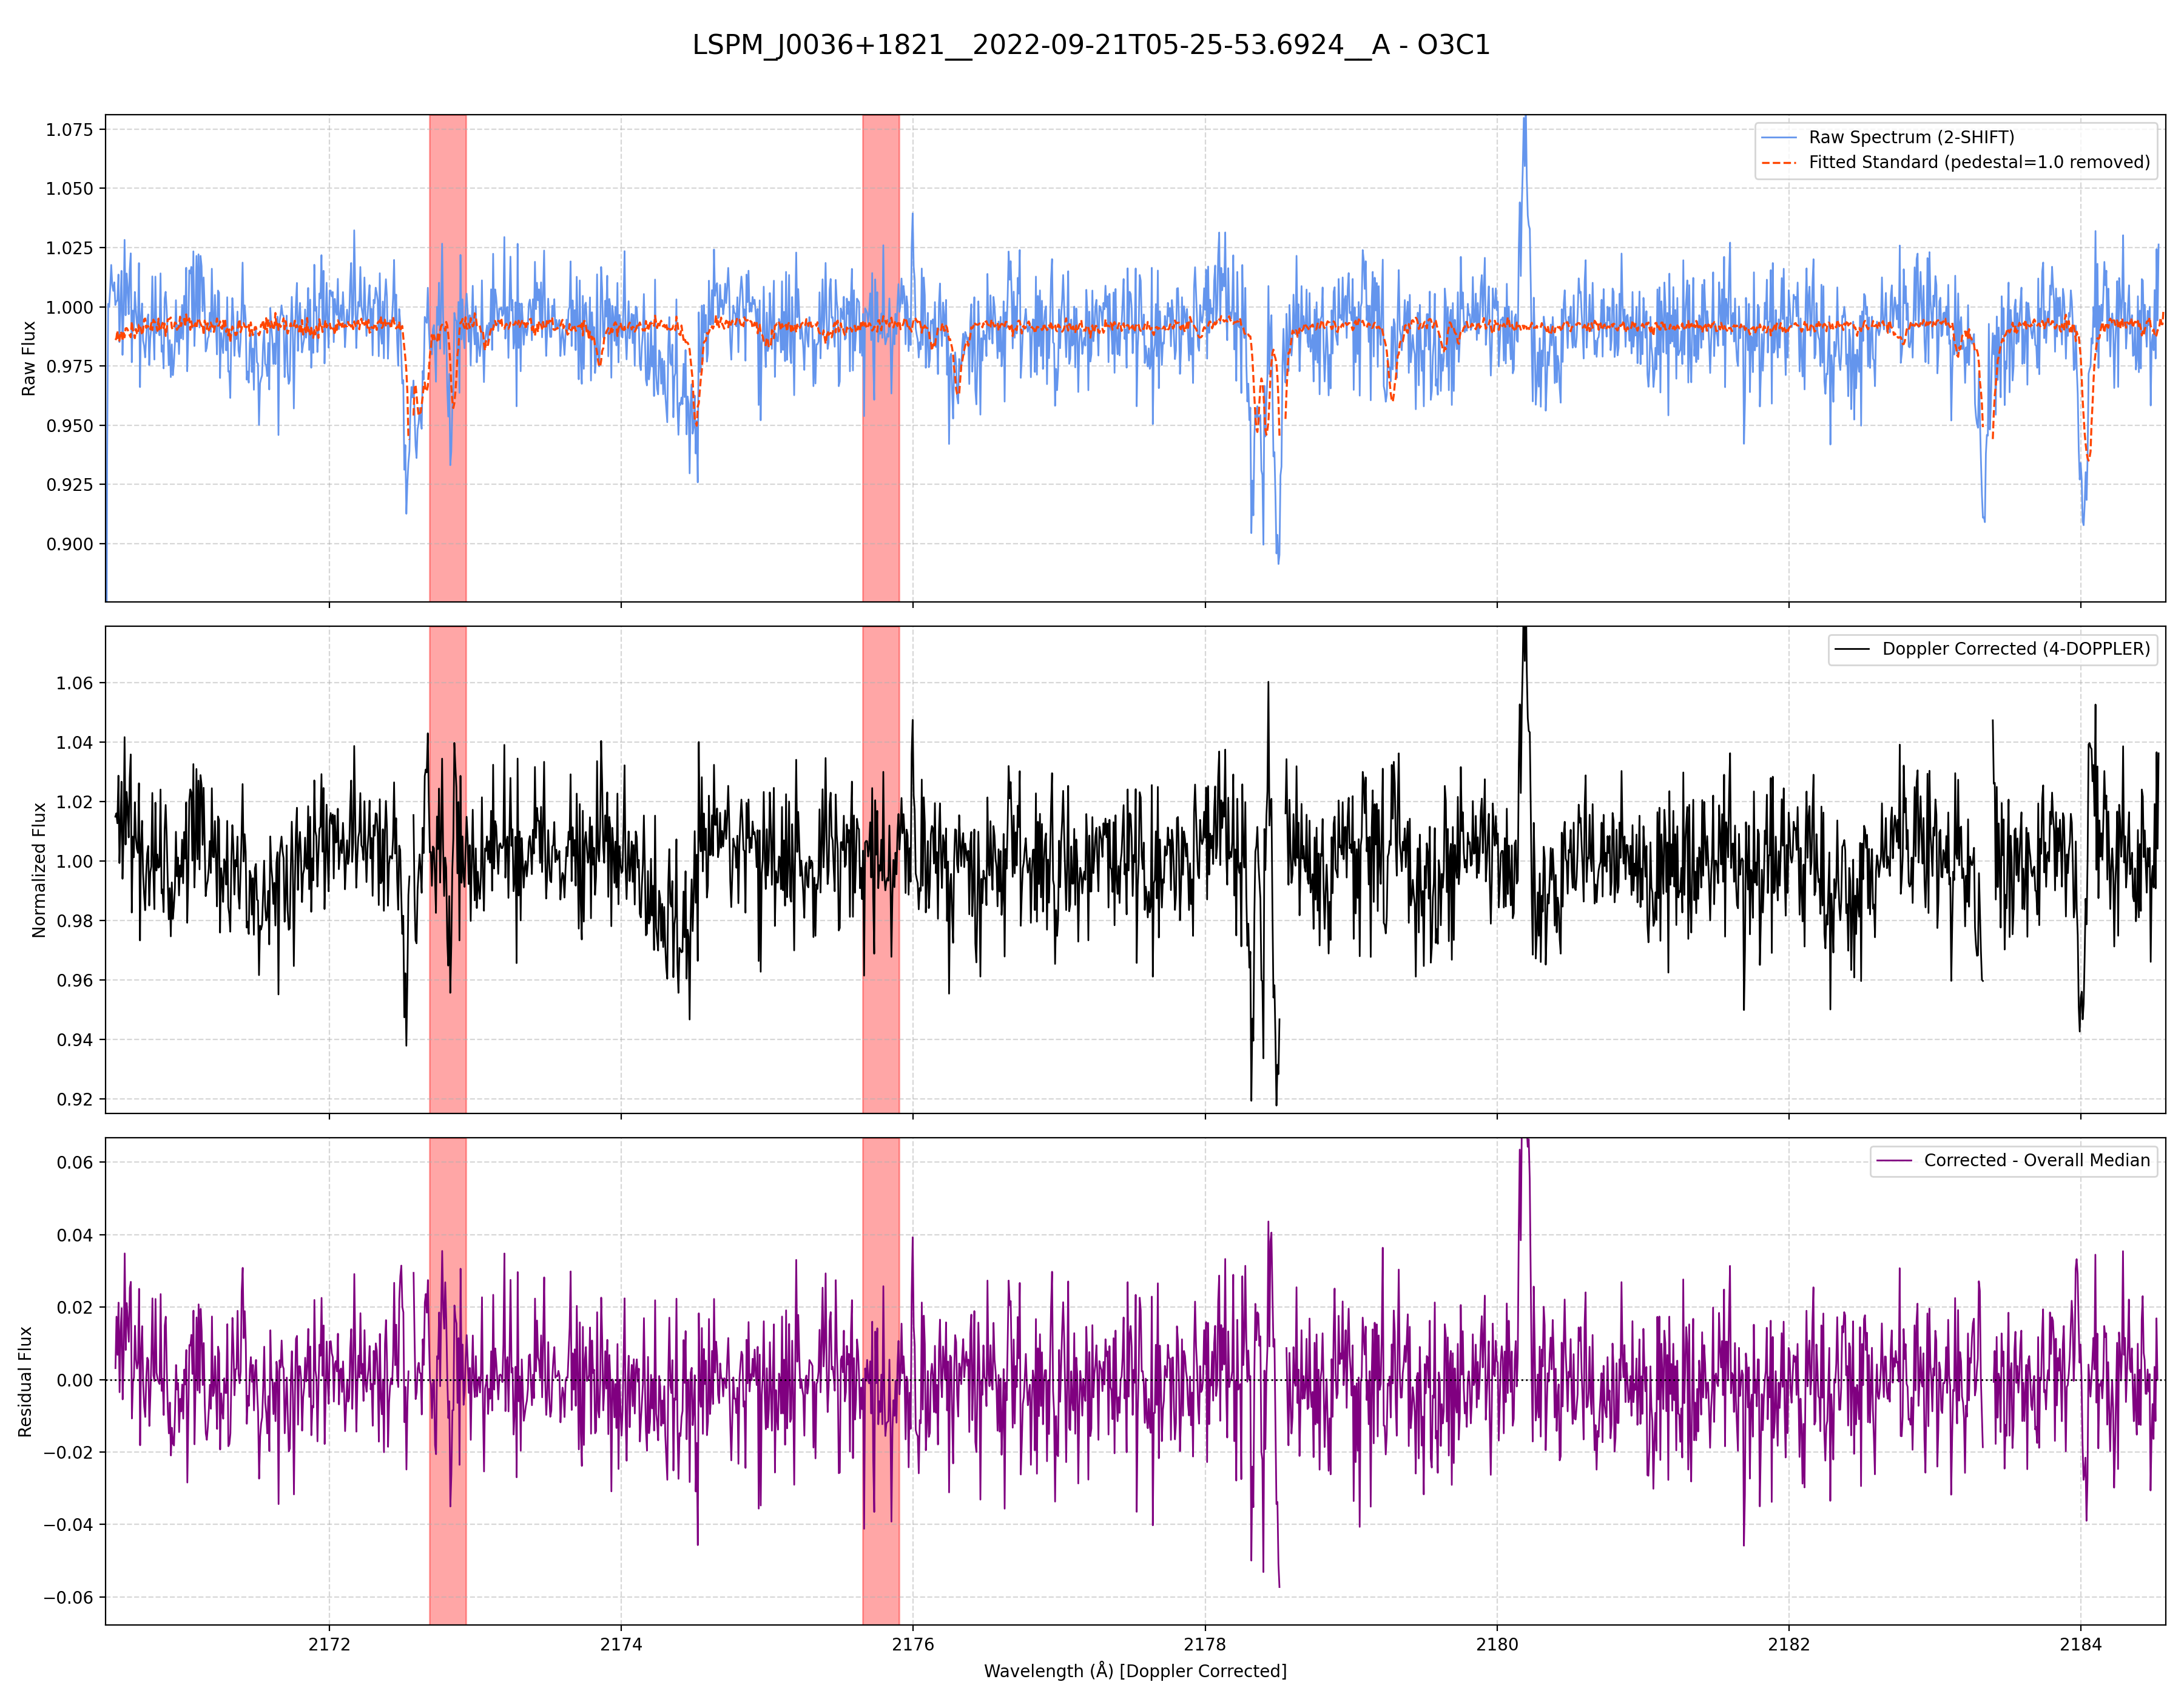 LSPM_J0036+1821__2022-09-21T05-25-53.6924__A - O3C1
1.075
1.050
1.025
1.000
0.975
0.950
0.925
0.900
Raw Flux
Raw Spectrum (2-SHIFT)
Fitted Standard (pedestal=1.0 removed)
1.06
1.04
1.02
1.00
0.98
0.96
0.94
0.92
Normalized Flux
Doppler Corrected (4-DOPPLER)
0.06
0.04
0.02
0.00
−0.02
−0.04
−0.06
Residual Flux
Corrected - Overall Median
2172 2174 2176 2178 2180 2182 2184
Wavelength (Å) [Doppler Corrected]